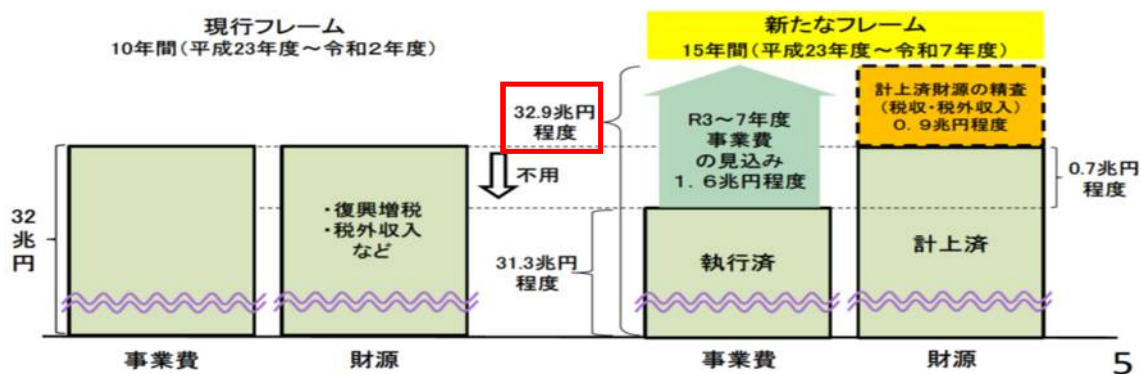 現行フレーム
10年間(平成23年度～令和2年度)
新たなフレーム
15年間(平成23年度～令和7年度)
32兆円
・復興増税
・税外収入
など
不用
32.9兆円
程度
31.3兆円
程度
R3～7年度
事業費
の見込み
1.6兆円程度
執行済
計上済財源の精査
(税収・税外収入)
0.9兆円程度
計上済
0.7兆円
程度
事業費
財源
事業費
財源
5